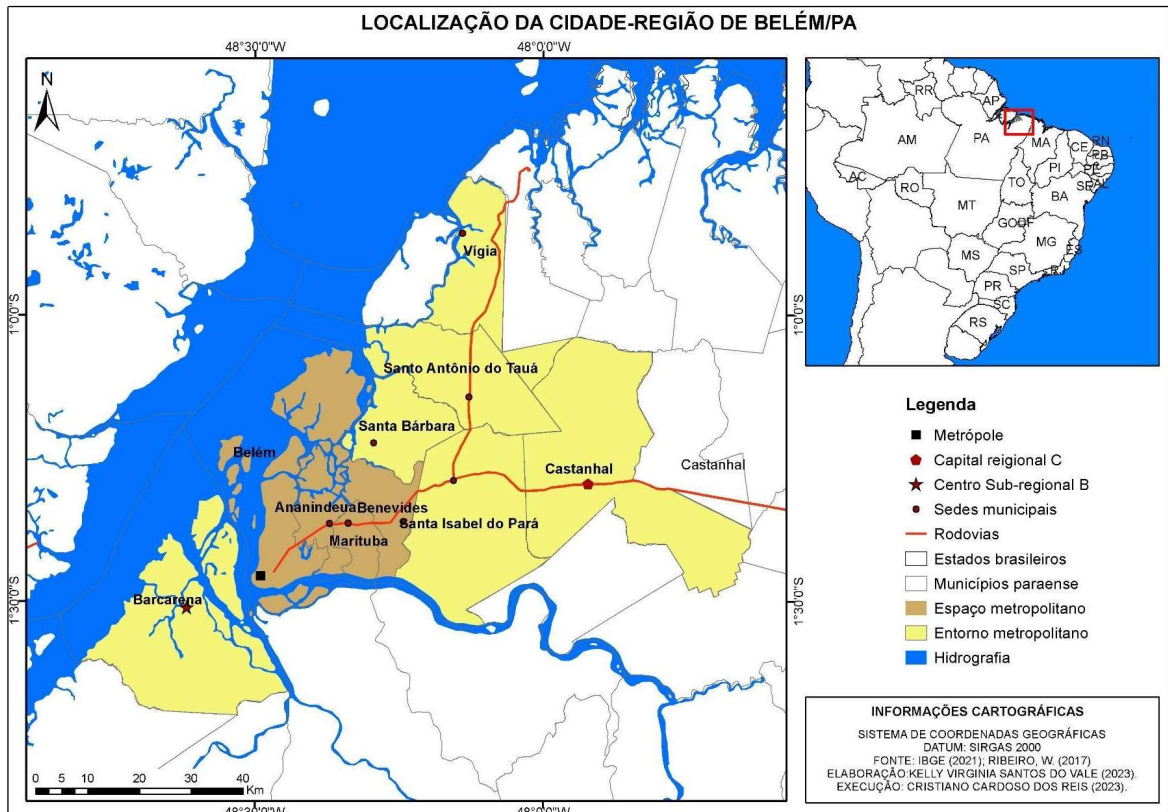 LOCALIZAÇÃO DA CIDADE-REGIÃO DE BELÉM/PA
48°30'0"W
48°0'0"W
N
1°0'0"S
1°0'0"S
1°30'0"S
1°30'0"S
Vigia
Santo Antônio do Tauá
Santa Bárbara
Belém
Castanhal
Castanhal
Ananindeua
Benevides
Santa Isabel do Pará
Marituba
Barcarena
0 5 10 20 30 40
Km
48°30'0"W
48°0'0"W
RR
AP
AM
PA
MA
CE
RN
PB
PE
AL
SE
PI
AC
RO
TO
BA
MT
GO
DF
MG
ES
MS
SP
RJ
PR
SC
RS
Legenda
Metrópole
Capital reigional C
Centro Sub-regional B
Sedes municipais
Rodovias
Estados brasileiros
Municípios paraense
Espaço metropolitano
Entorno metropolitano
Hidrografia
INFORMAÇÕES CARTOGRÁFICAS
SISTEMA DE COORDENADAS GEOGRÁFICAS
DATUM: SIRGAS 2000
FONTE: IBGE (2021); RIBEIRO, W. (2017)
ELABORAÇÃO:KELLY VIRGINIA SANTOS DO VALE (2023).
EXECUÇÃO: CRISTIANO CARDOSO DOS REIS (2023).